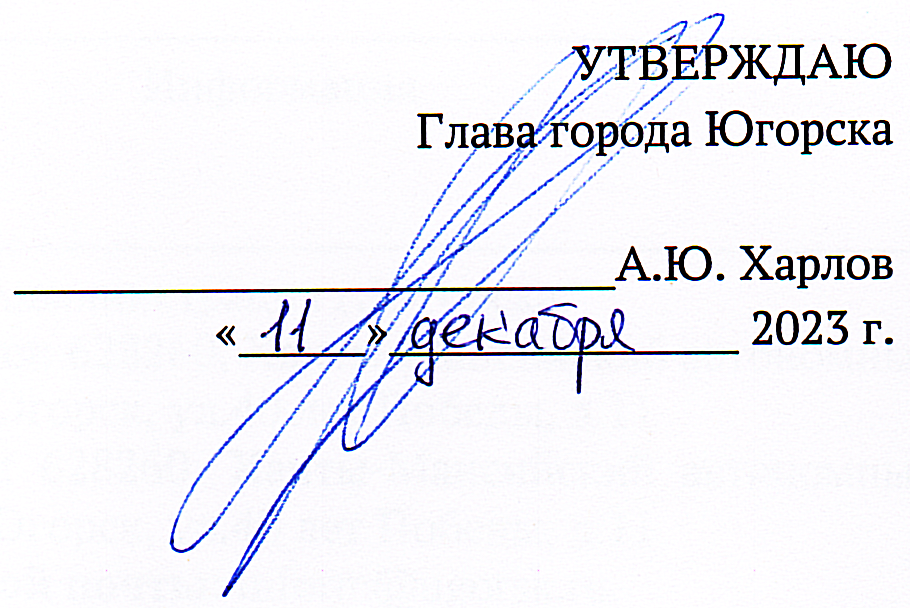 УТВЕРЖДАЮ
Глава города Югорска
А.Ю. Харлов
« 11 » декабря 2023 г.